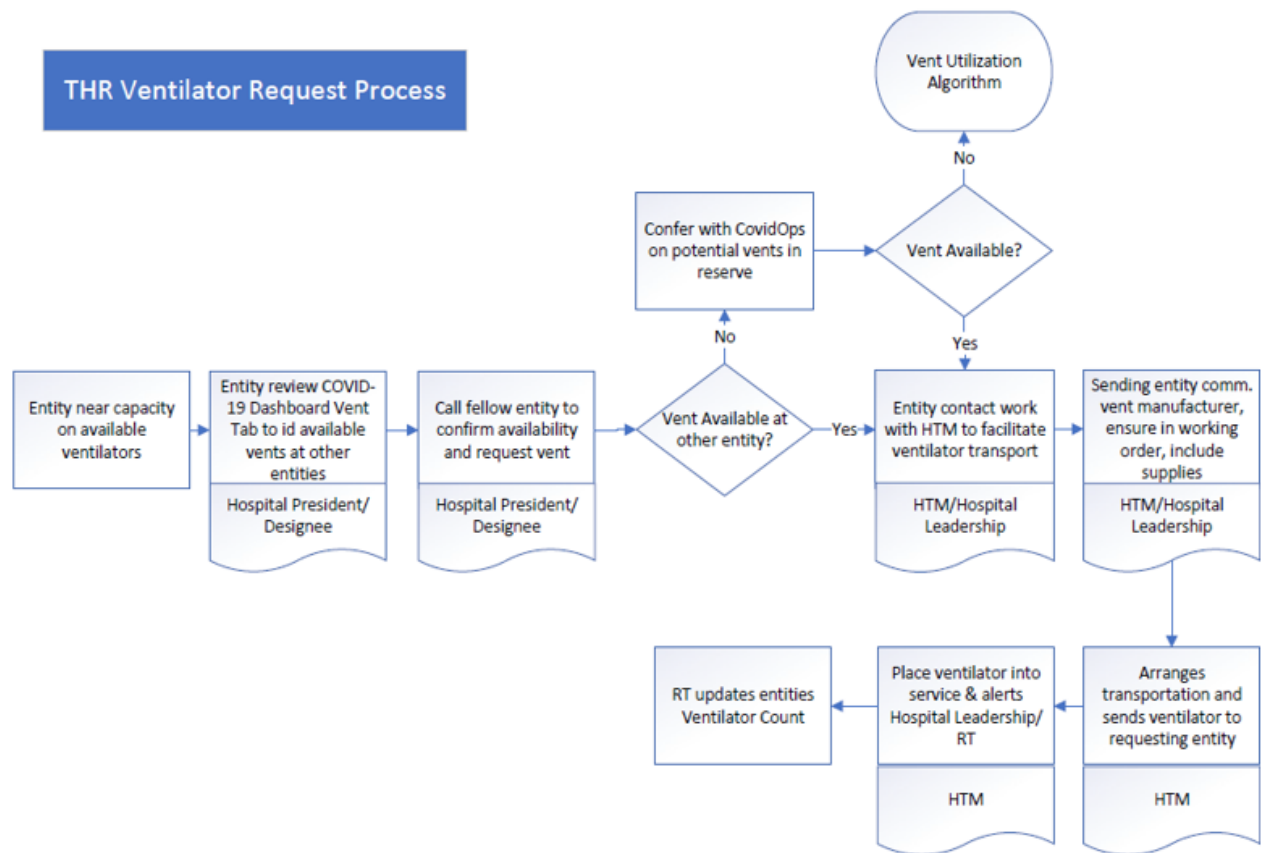 THR Ventilator Request Process
Vent Utilization
Algorithm
No
Confer with CovidOps
on potential vents in
reserve
Vent Available?
No
Yes
Entity near capacity
on available
ventilators
Entity review COVID-
19 Dashboard Vent
Tab to id available
vents at other
entities
Hospital President/
Designee
Call fellow entity to
confirm availability
and request vent
Hospital President/
Designee
Vent Available at
other entity?
Yes
Entity contact work
with HTM to facilitate
ventilator transport
HTM/Hospital
Leadership
Sending entity comm.
vent manufacturer,
ensure in working
order, include
supplies
HTM/Hospital
Leadership
RT updates entities
Ventilator Count
Place ventilator into
service & alerts
Hospital Leadership/
RT
HTM
Arranges
transportation and
sends ventilator to
requesting entity
HTM